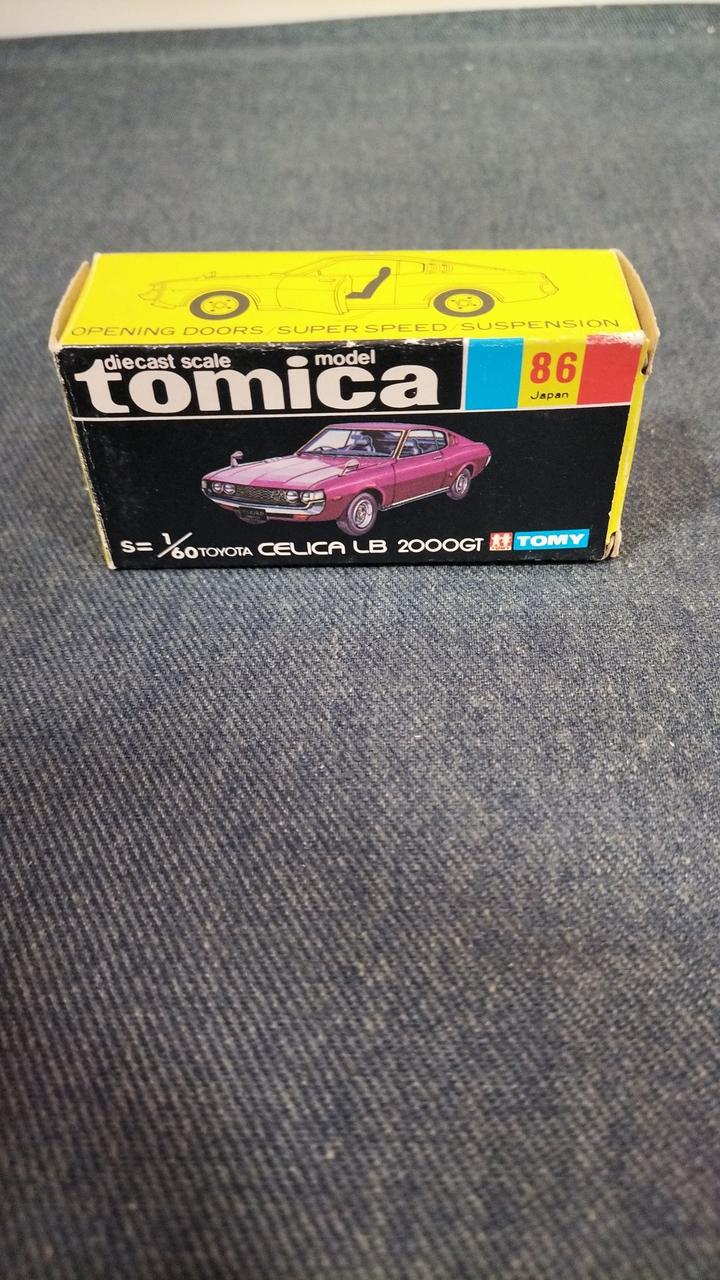 OPENING DOORS/SUPER SPEED/SUSPENSION
diecast scale model
tomica
86
Japan
S=1/60 TOYOTA CELICA LB 2000GT TOMY